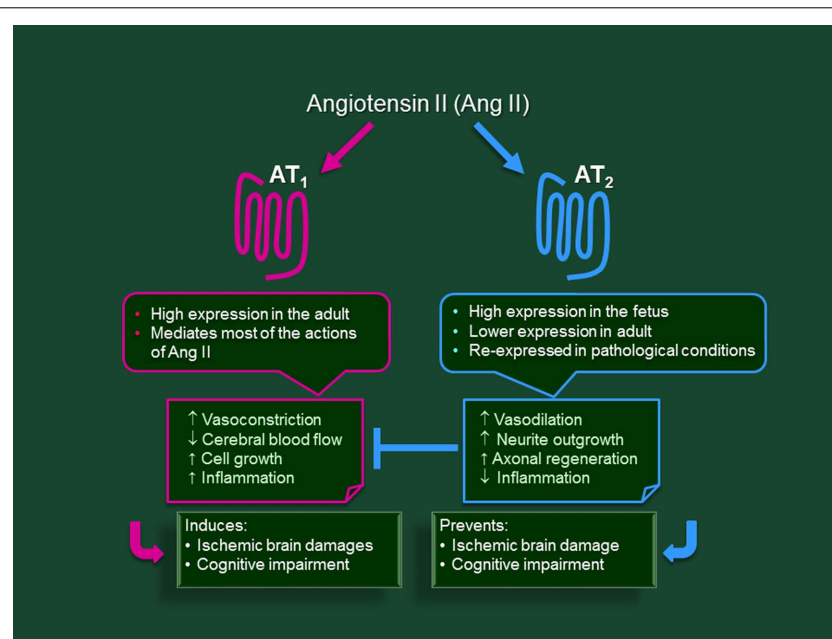 Angiotensin II (Ang II)
AT₁
AT₂
• High expression in the adult
• Mediates most of the actions
of Ang II
• High expression in the fetus
• Lower expression in adult
• Re-expressed in pathological conditions
↑ Vasoconstriction
↓ Cerebral blood flow
↑ Cell growth
↑ Inflammation
↑ Vasodilation
↑ Neurite outgrowth
↑ Axonal regeneration
↓ Inflammation
Induces:
• Ischemic brain damages
• Cognitive impairment
Prevents:
• Ischemic brain damage
• Cognitive impairment